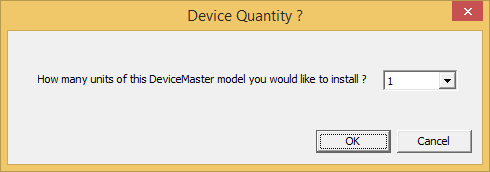 Device Quantity ?
How many units of this DeviceMaster model you would like to install ? 1
OK Cancel